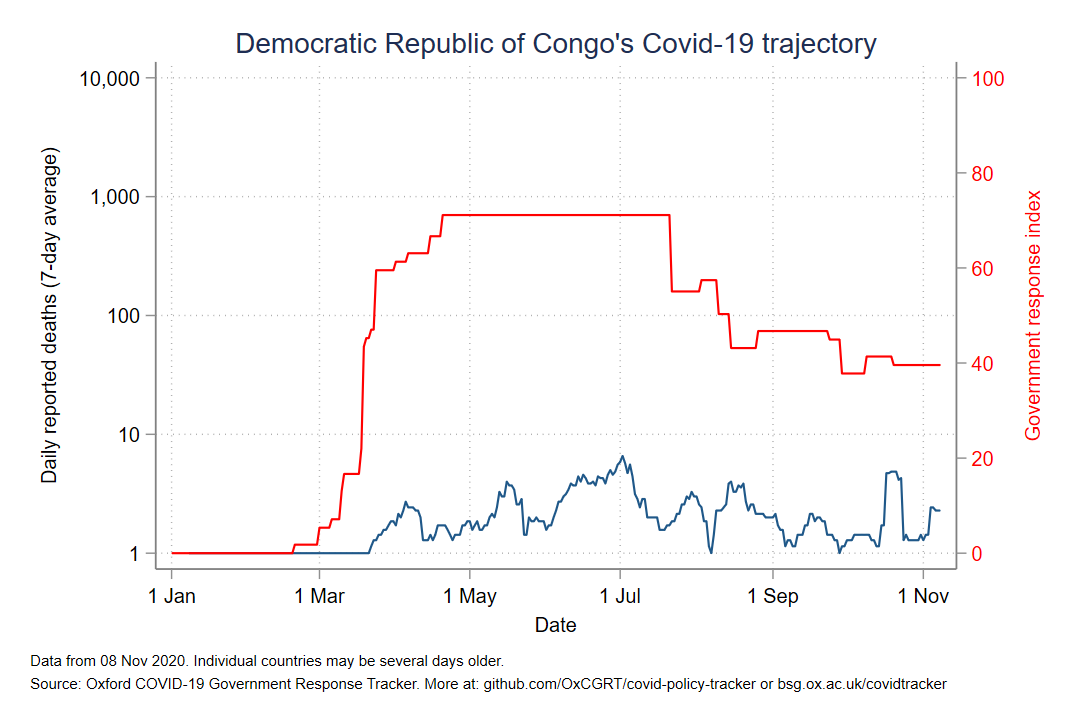 Democratic Republic of Congo's Covid-19 trajectory
10,000
1,000
100
10
1
Daily reported deaths (7-day average)
100
80
60
40
20
0
Government response index
1 Jan
1 Mar
1 May
1 Jul
1 Sep
1 Nov
Date
Data from 08 Nov 2020. Individual countries may be several days older.
Source: Oxford COVID-19 Government Response Tracker. More at: github.com/OxCGRT/covid-policy-tracker or bsg.ox.ac.uk/covidtracker